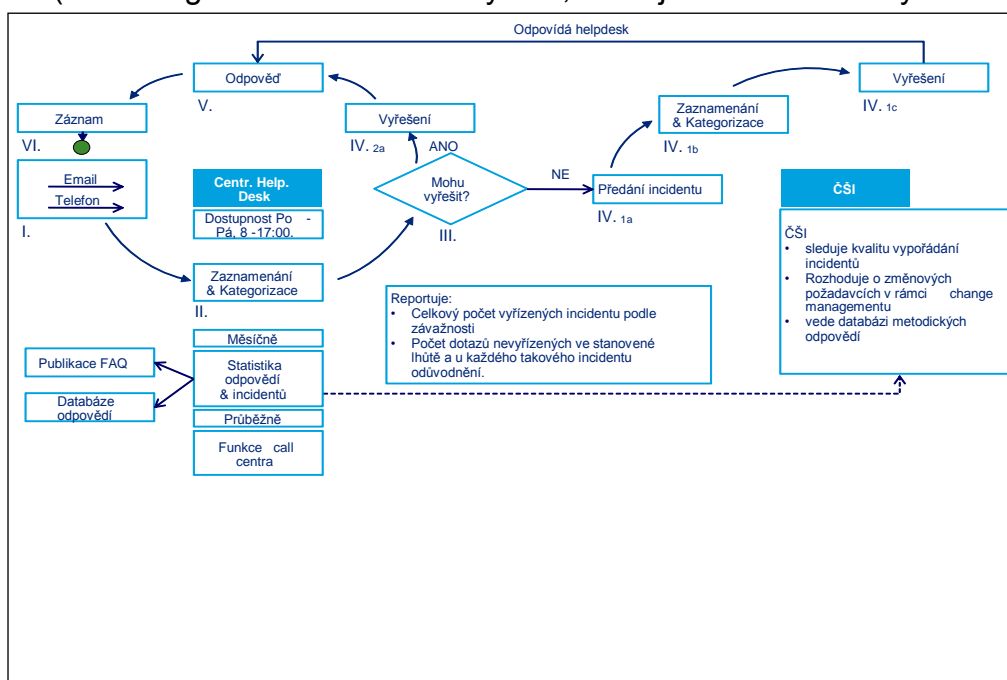 Odpovídá helpdesk
Odpověď
V.
Vyřešení
IV. 1c
Záznam
VI.
Vyřešení
IV. 2a
ANO
Zaznamenání
& Kategorizace
IV. 1b
Email
Telefon
I.
Centr. Help.
Desk
Dostupnost Po -
Pá, 8 -17:00.
Mohu
vyřešit?
III.
NE
Předání incidentu
IV. 1a
ČŠI
ČŠI
• sleduje kvalitu vypořádání
incidentů
• Rozhoduje o změnových
požadavcích v rámci change
managementu
• vede databázi metodických
odpovědí
Zaznamenání
& Kategorizace
II.
Reportuje:
• Celkový počet vyřízených incidentu podle
závažnosti
• Počet dotazů nevyřízených ve stanovené
lhůtě a u každého takového incidentu
odůvodnění.
Měsíčně
Publikace FAQ
Statistika
odpovědí
& incidentů
Databáze
odpovědí
Průběžně
Funkce call
centra